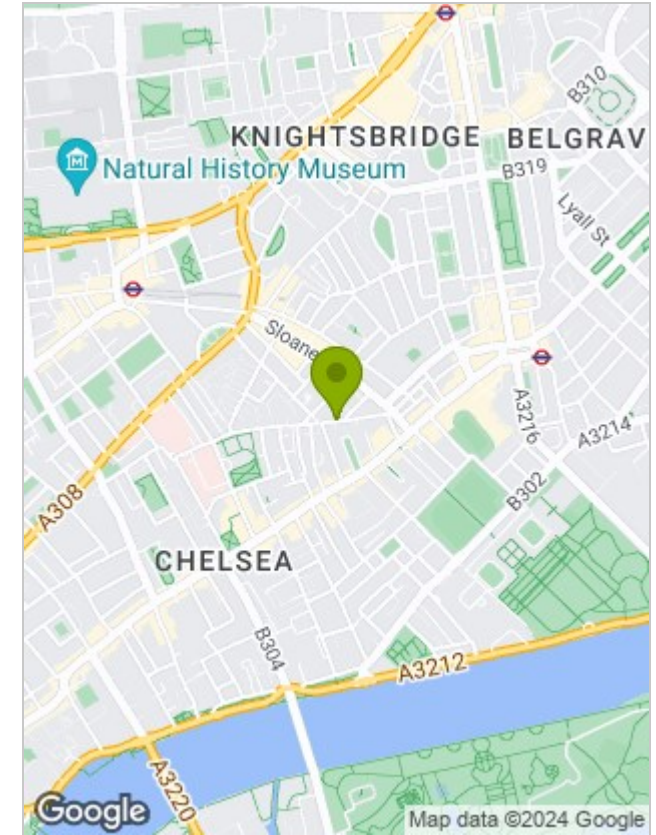 B310
KNIGHTSBRIDGE BELGRAV
Natural History Museum
B319
Lyall St
Sloane
A3216
A3214
A308
B302
CHELSEA
B304
A3212
A3220
Google
Map data ©2024 Google